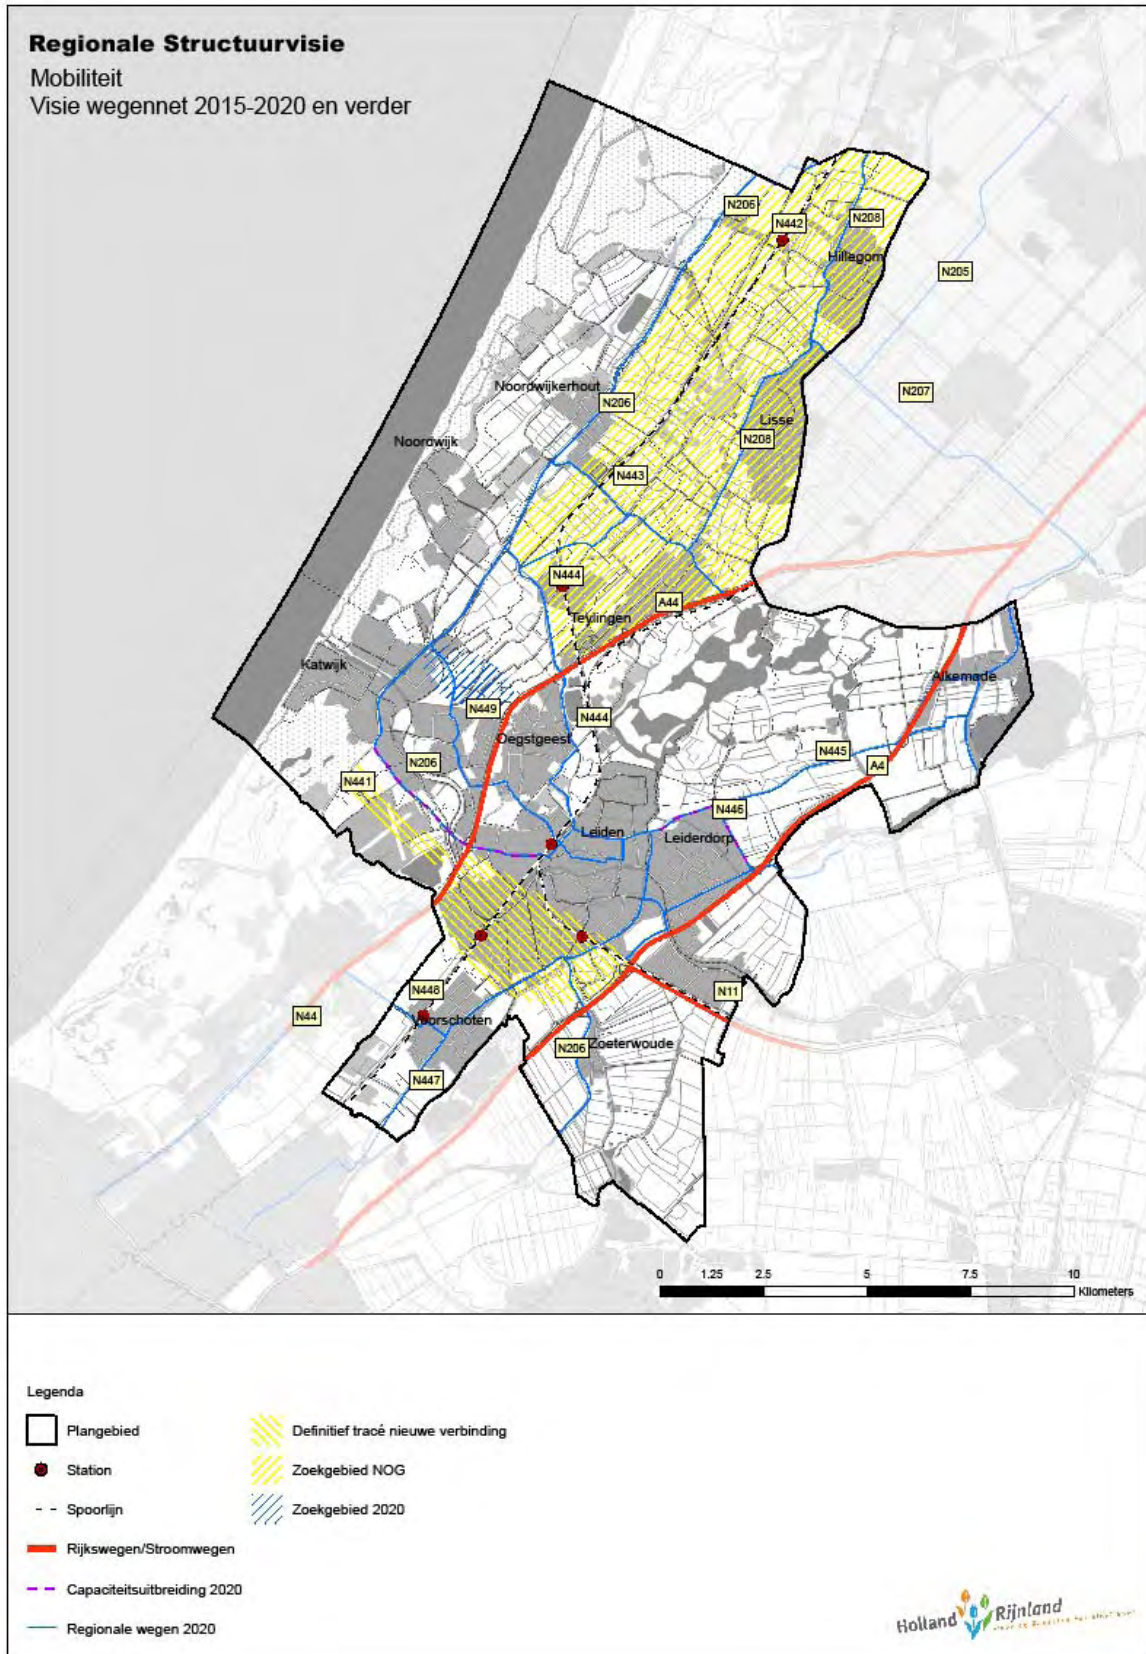 Regionale Structuurvisie
Mobiliteit
Visie wegennet 2015-2020 en verder
N206
N442
N208
Hillegom
N205
N207
Noordwijkerhout
N206
Lisse
N208
Noordwijk
N443
N444
A44
Teylingen
Katwijk
Alkemade
N449
N444
Oegstgeest
N445
N206
A4
N441
N446
Leiden
Leiderdorp
N448
N11
N44
Voorschoten
N206
Zoeterwoude
N447
0 1.25 2.5 5 7.5 10
Kilometers
Legenda
Plangebied
Definitief tracé nieuwe verbinding
Station
Zoekgebied NOG
Spoorlijn
Zoekgebied 2020
Rijkswegen/Stroomwegen
Capaciteitsuitbreiding 2020
Regionale wegen 2020
Holland Rijnland